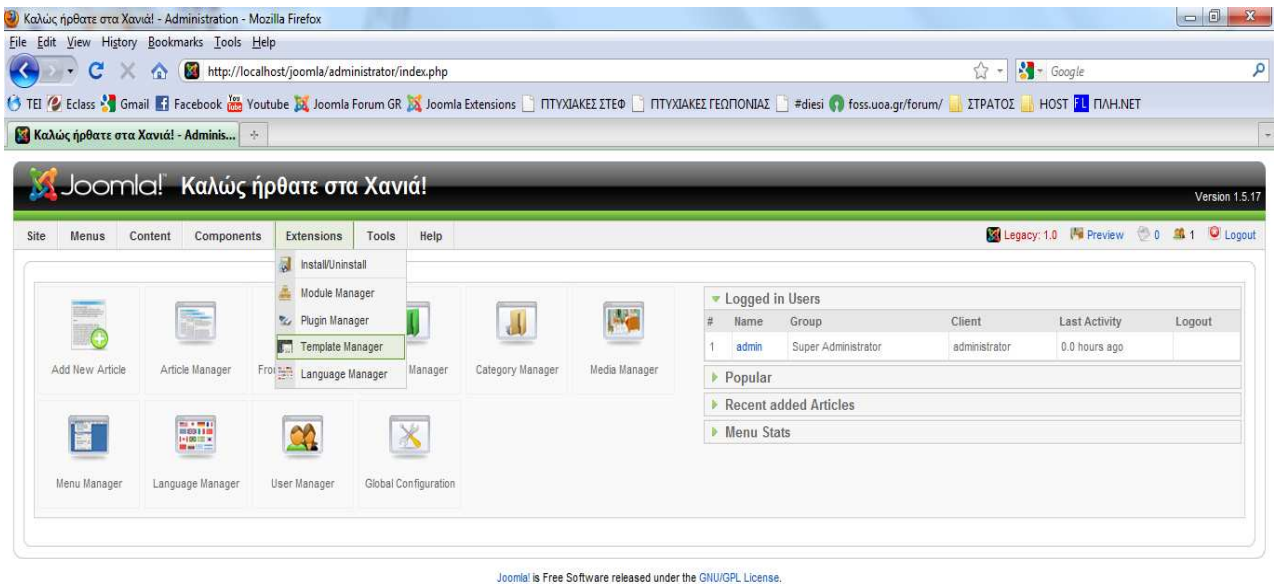 Καλώς ήρθατε στα Χανιά! - Administration - Mozilla Firefox
File Edit View History Bookmarks Tools Help
http://localhost/joomla/administrator/index.php
Google
TEI Eclass Gmail Facebook Youtube Joomla Forum GR Joomla Extensions ΠΤΥΧΙΑΚΕΣ ΣΤΕΦ ΠΤΥΧΙΑΚΕΣ ΓΕΩΠΟΝΙΑΣ #diesi foss.uoa.gr/forum/ ΣΤΡΑΤΟΣ HOST FL ΠΛΗ.NET
Καλώς ήρθατε στα Χανιά! - Adminis...
Joomla! Καλώς ήρθατε στα Χανιά!
Version 1.5.17
Site Menus Content Components Extensions Tools Help
Legacy: 1.0 Preview 0 1 Logout
Install/Uninstall
Module Manager
Plugin Manager
Template Manager
Language Manager
Add New Article Article Manager Manager Category Manager Media Manager
Menu Manager Language Manager User Manager Global Configuration
Logged in Users
# Name Group Client Last Activity Logout
1 admin Super Administrator administrator 0.0 hours ago
Popular
Recent added Articles
Menu Stats
Joomla! is Free Software released under the GNU/GPL License.